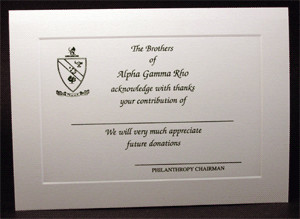 The Brothers
of
Alpha Gamma Rho
acknowledge with thanks
your contribution of
We will very much appreciate
future donations
PHILANTHROPY CHAIRMAN